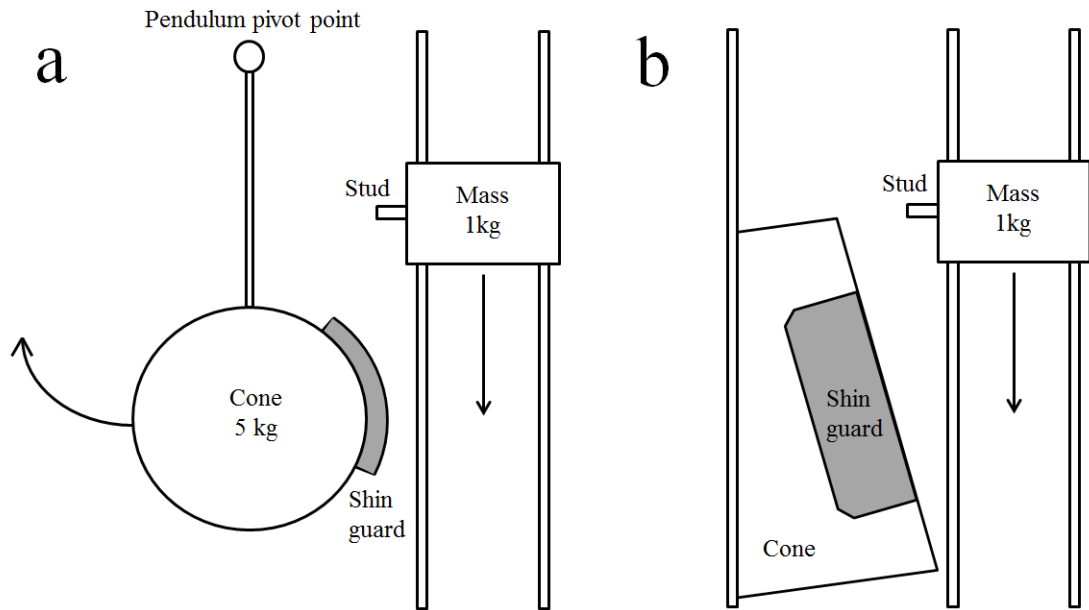 Pendulum pivot point
a
Stud
Mass
1kg
Cone
5 kg
Shin
guard
b
Stud
Mass
1kg
Shin
guard
Cone